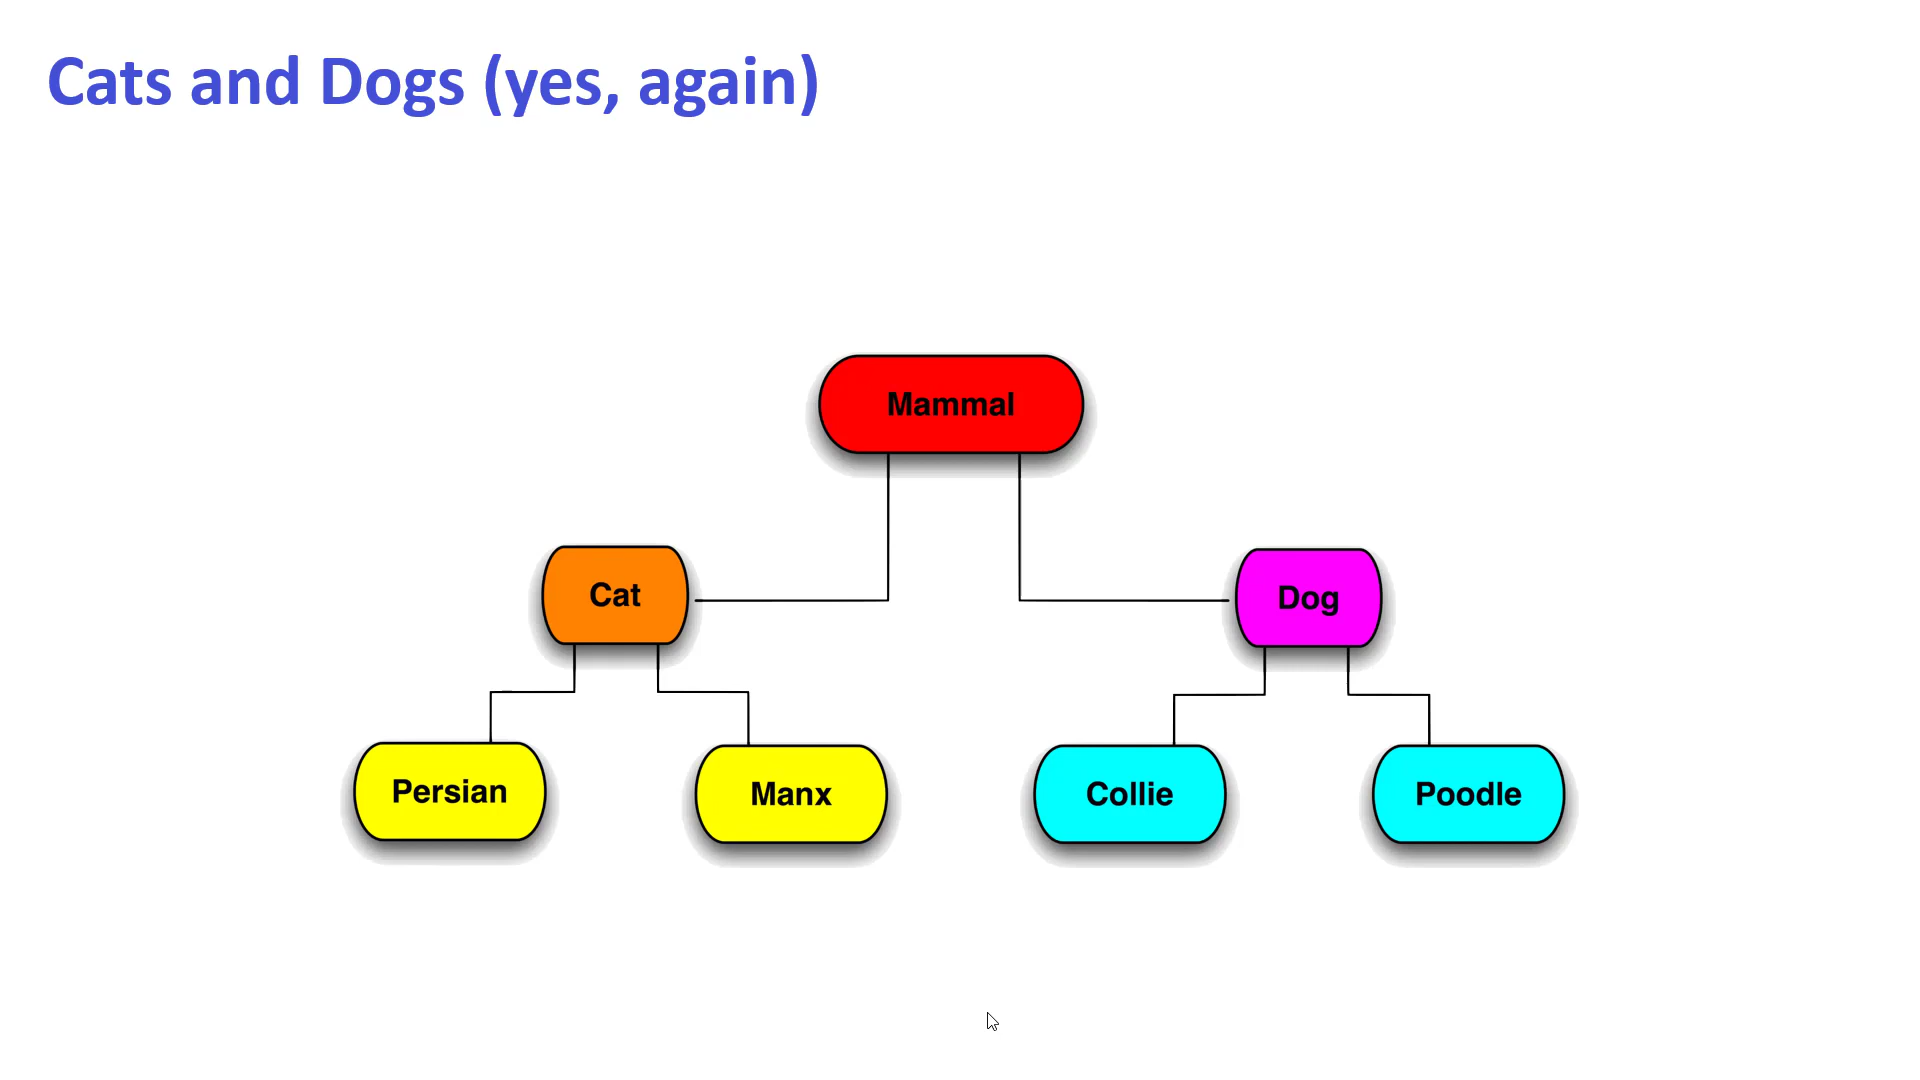 Cats and Dogs (yes, again)
Mammal
Cat
Dog
Persian
Manx
Collie
Poodle